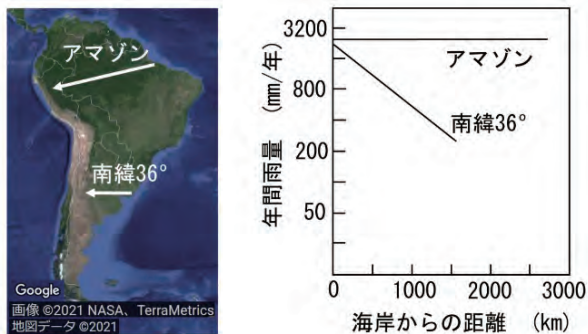 アマゾン
南緯36°
Google
画像 ©2021 NASA、TerraMetrics
地図データ ©2021
年間雨量 (mm/年)
3200
800
200
50
アマゾン
南緯36°
0 1000 2000 3000
海岸からの距離 (km)